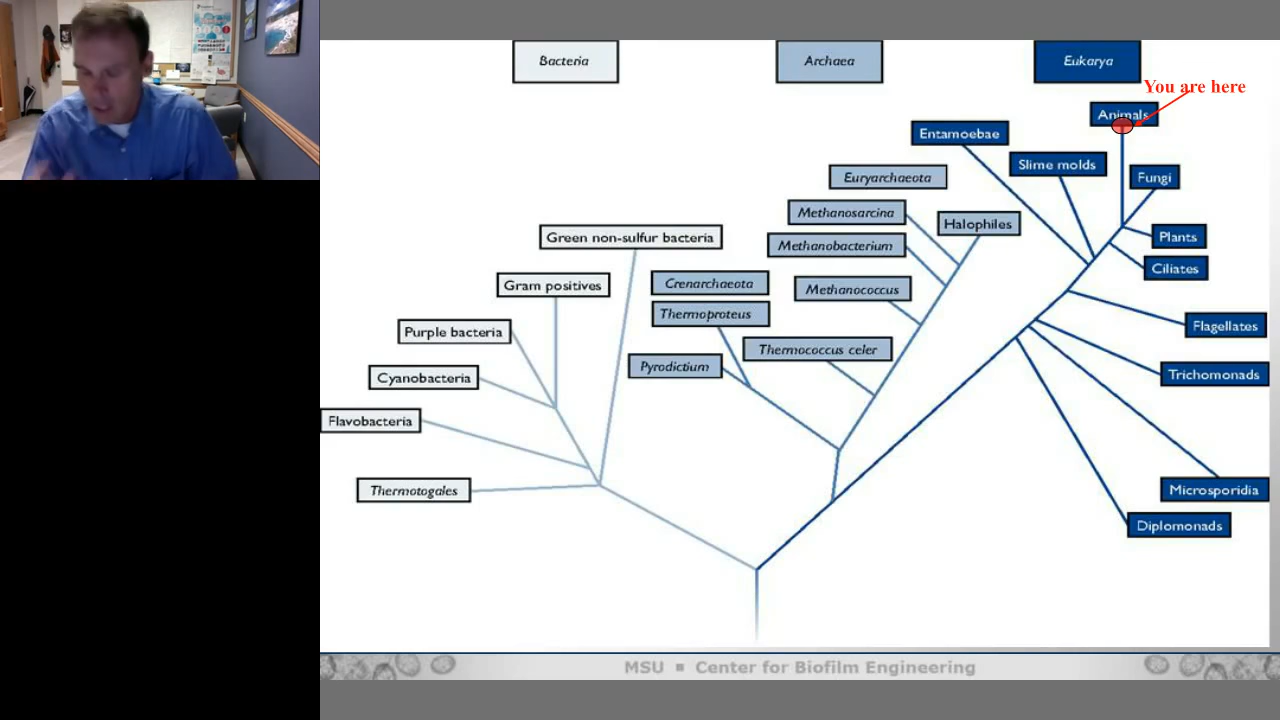 Bacteria
Archaea
Eukarya
You are here
Animals
Entamoebae
Slime molds
Fungi
Euryarchaeota
Methanosarcina
Halophiles
Green non-sulfur bacteria
Plants
Methanobacterium
Ciliates
Gram positives
Crenarchaeota
Methanococcus
Thermoproteus
Flagellates
Purple bacteria
Thermococcus celer
Pyrodictium
Trichomonads
Cyanobacteria
Flavobacteria
Thermotogales
Microsporidia
Diplomonads
MSU ▪ Center for Biofilm Engineering